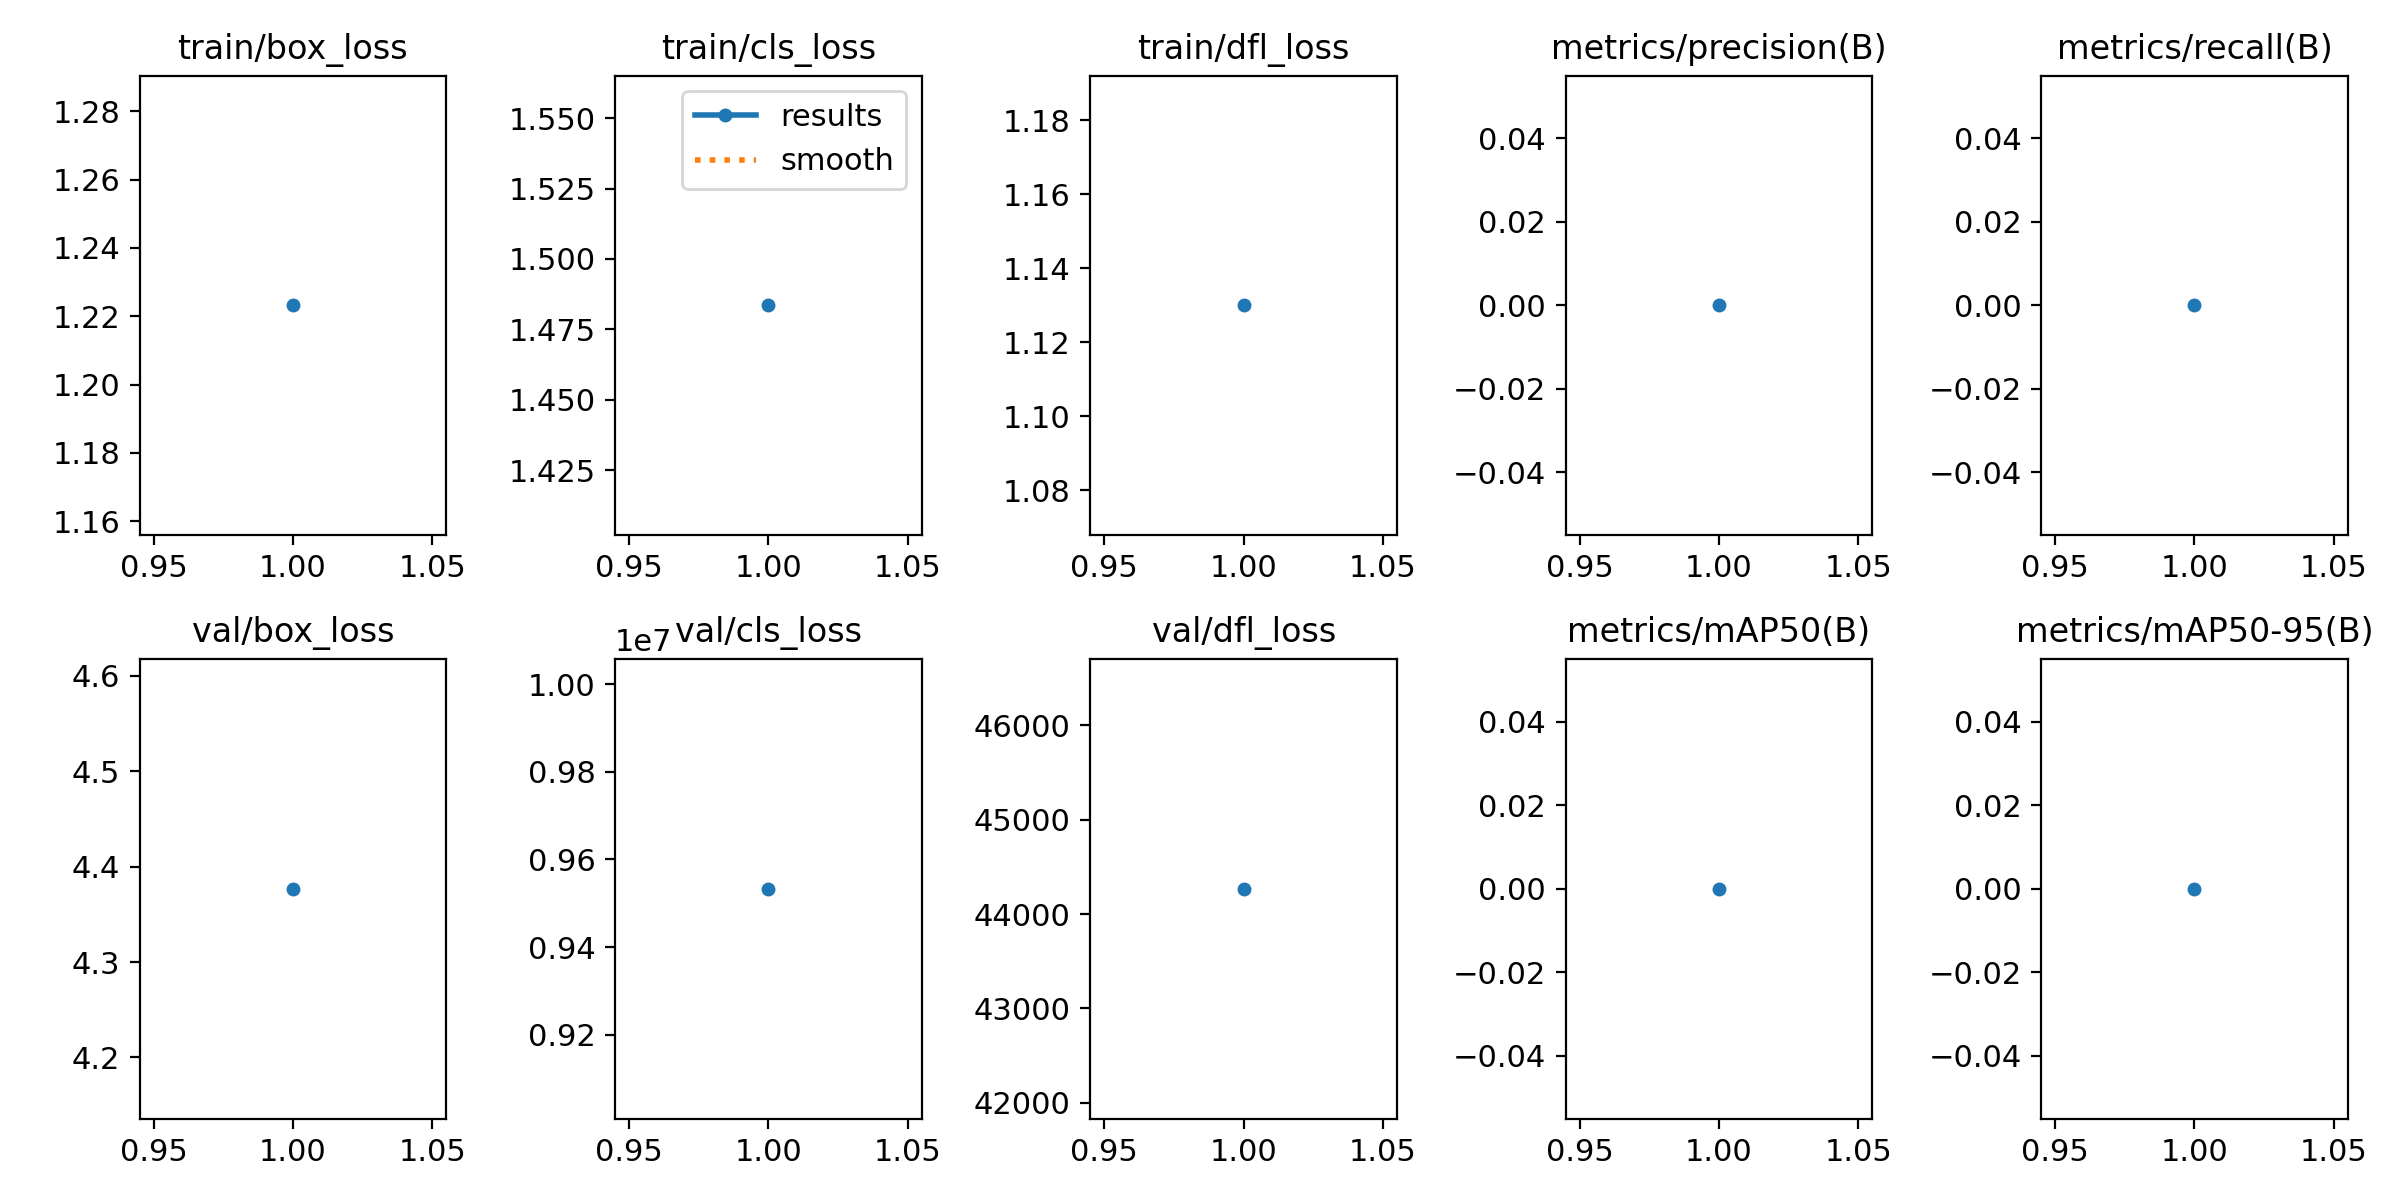 train/box_loss
1.28
1.26
1.24
1.22
1.20
1.18
1.16
0.95 1.00 1.05
train/cls_loss
results
smooth
1.550
1.525
1.500
1.475
1.450
1.425
0.95 1.00 1.05
train/dfl_loss
1.18
1.16
1.14
1.12
1.10
1.08
0.95 1.00 1.05
metrics/precision(B)
0.04
0.02
0.00
−0.02
−0.04
0.95 1.00 1.05
metrics/recall(B)
0.04
0.02
0.00
−0.02
−0.04
0.95 1.00 1.05
val/box_loss
4.6
4.5
4.4
4.3
4.2
0.95 1.00 1.05
1e7 val/cls_loss
1.00
0.98
0.96
0.94
0.92
0.95 1.00 1.05
val/dfl_loss
46000
45000
44000
43000
42000
0.95 1.00 1.05
metrics/mAP50(B)
0.04
0.02
0.00
−0.02
−0.04
0.95 1.00 1.05
metrics/mAP50-95(B)
0.04
0.02
0.00
−0.02
−0.04
0.95 1.00 1.05